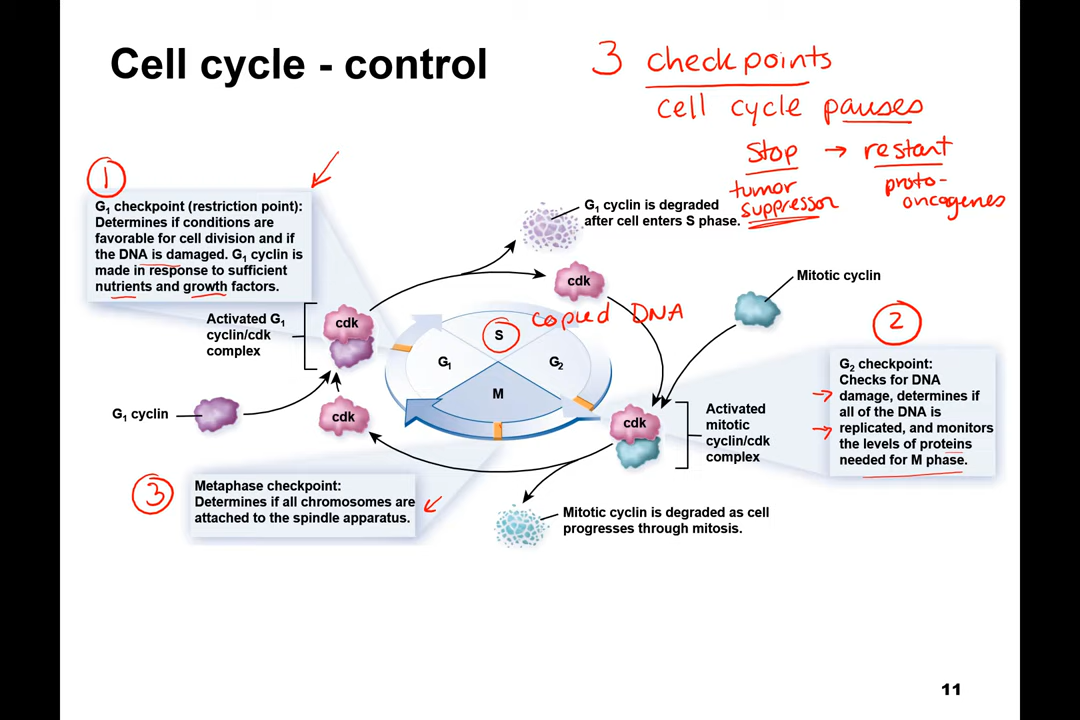 Cell cycle - control
3 checkpoints
cell cycle pauses
Stop → restart
tumor suppressor
proto-oncogenes
1
G₁ checkpoint (restriction point):
Determines if conditions are
favorable for cell division and if
the DNA is damaged. G₁ cyclin is
made in response to sufficient
nutrients and growth factors.
G₁ cyclin is degraded
after cell enters S phase.
cdk
Mitotic cyclin
Activated G₁
cyclin/cdk
complex
cdk
S
copied DNA
G₁
G₂
M
2
G₂ checkpoint:
Checks for DNA
damage, determines if
all of the DNA is
replicated, and monitors
the levels of proteins
needed for M phase.
G₁ cyclin
cdk
cdk
Activated
mitotic
cyclin/cdk
complex
3
Metaphase checkpoint:
Determines if all chromosomes are
attached to the spindle apparatus.
Mitotic cyclin is degraded as cell
progresses through mitosis.
11